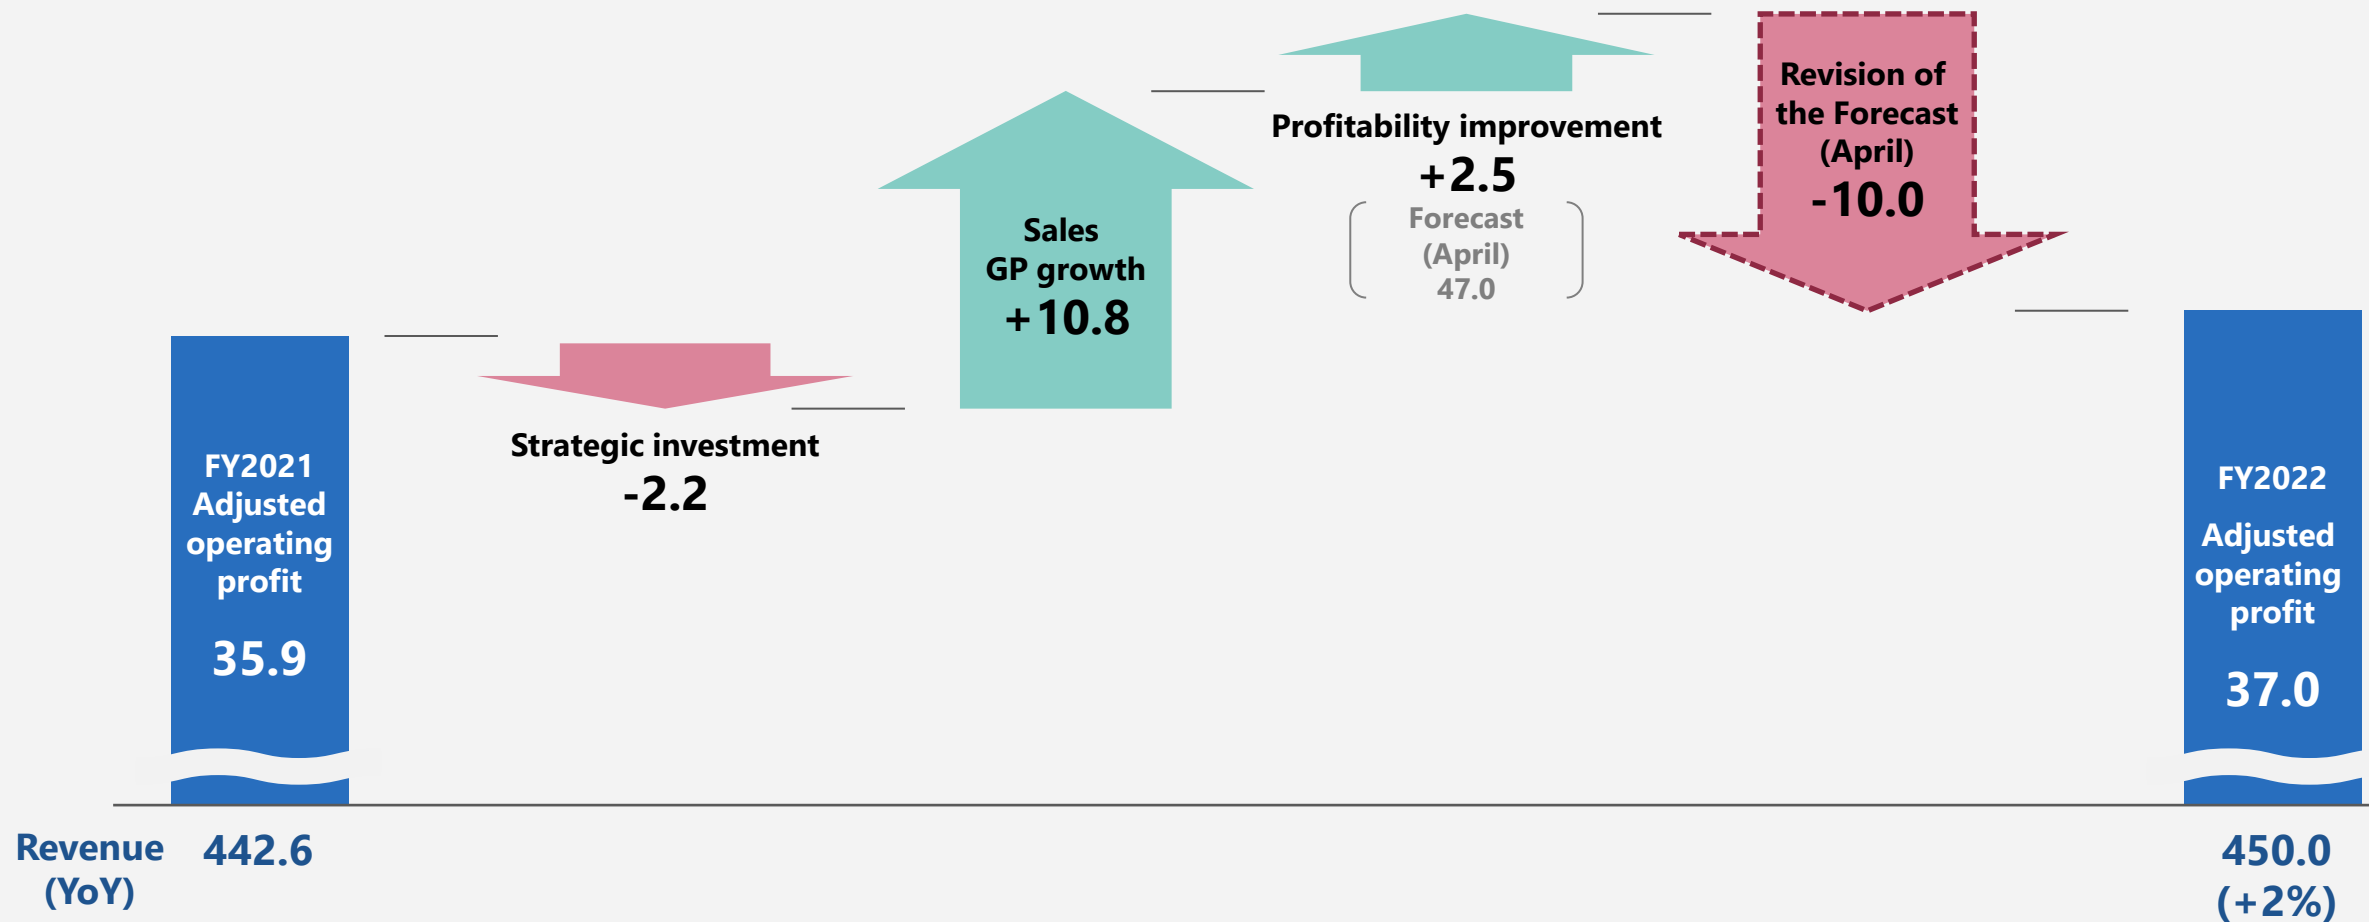 FY2021
Adjusted
operating
profit
35.9
Strategic investment
-2.2
Sales
GP growth
+10.8
Profitability improvement
+2.5
Forecast
(April)
47.0
Revision of
the Forecast
(April)
-10.0
FY2022
Adjusted
operating
profit
37.0
Revenue
(YoY)
442.6
450.0
(+2%)